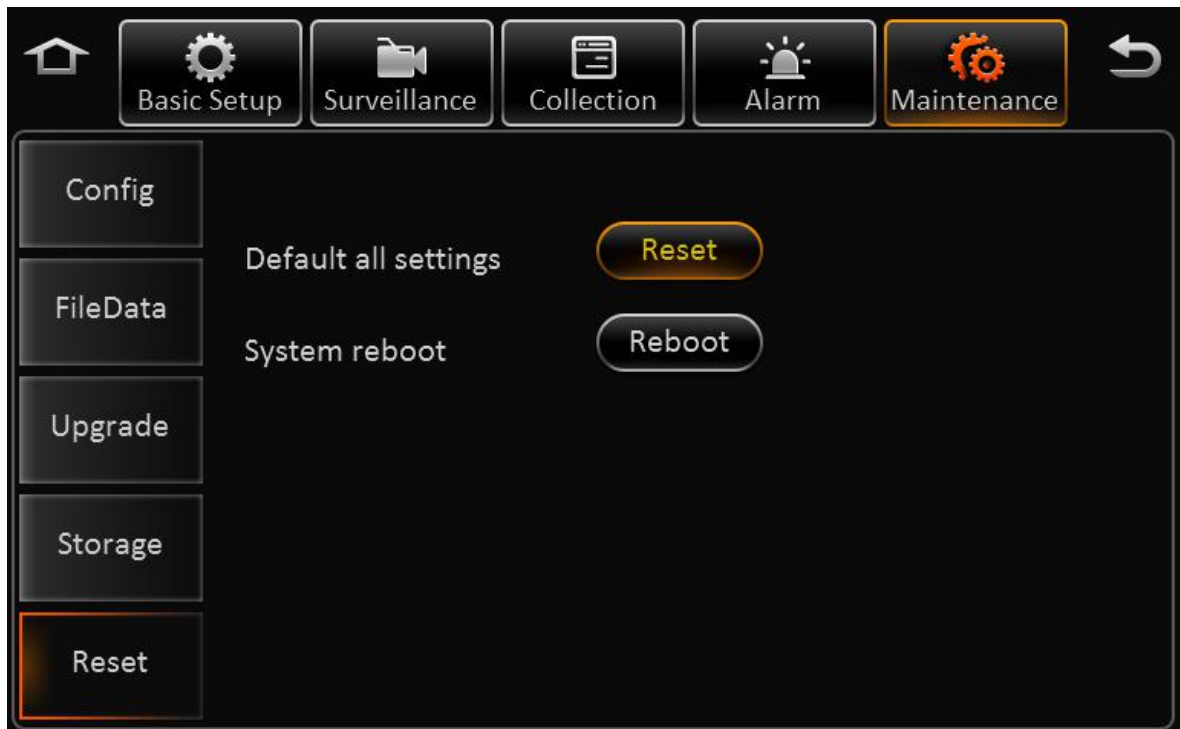 Basic Setup
Surveillance
Collection
Alarm
Maintenance
Config
FileData
Upgrade
Storage
Reset
Default all settings
Reset
System reboot
Reboot